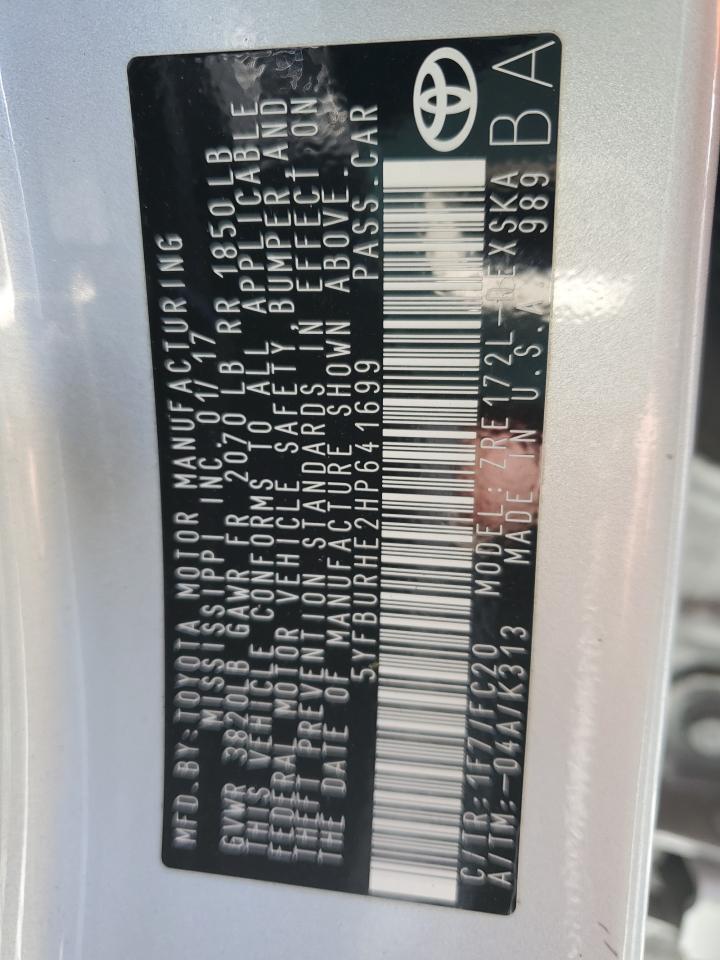 MFD.BY:TOYOTA MOTOR MANUFACTURING
MISSISSIPPI INC. 01/17
GVWR 3820LB GAWR FR 2070 LB RR 1850LB
THIS VEHICLE CONFORMS TO ALL APPLICABLE
FEDERAL MOTOR VEHICLE SAFETY, BUMPER, AND
THEFT PREVENTION STANDARDS IN EFFECT ON
THE DATE OF MANUFACTURE SHOWN ABOVE.
5YFBURHE2HP641699 PASS.CAR
C/TR:1F7/FC20 MODEL:ZRE172L-DEXSKA
A/TM:-04A/K313 MADE IN U.S.A. 989 BA